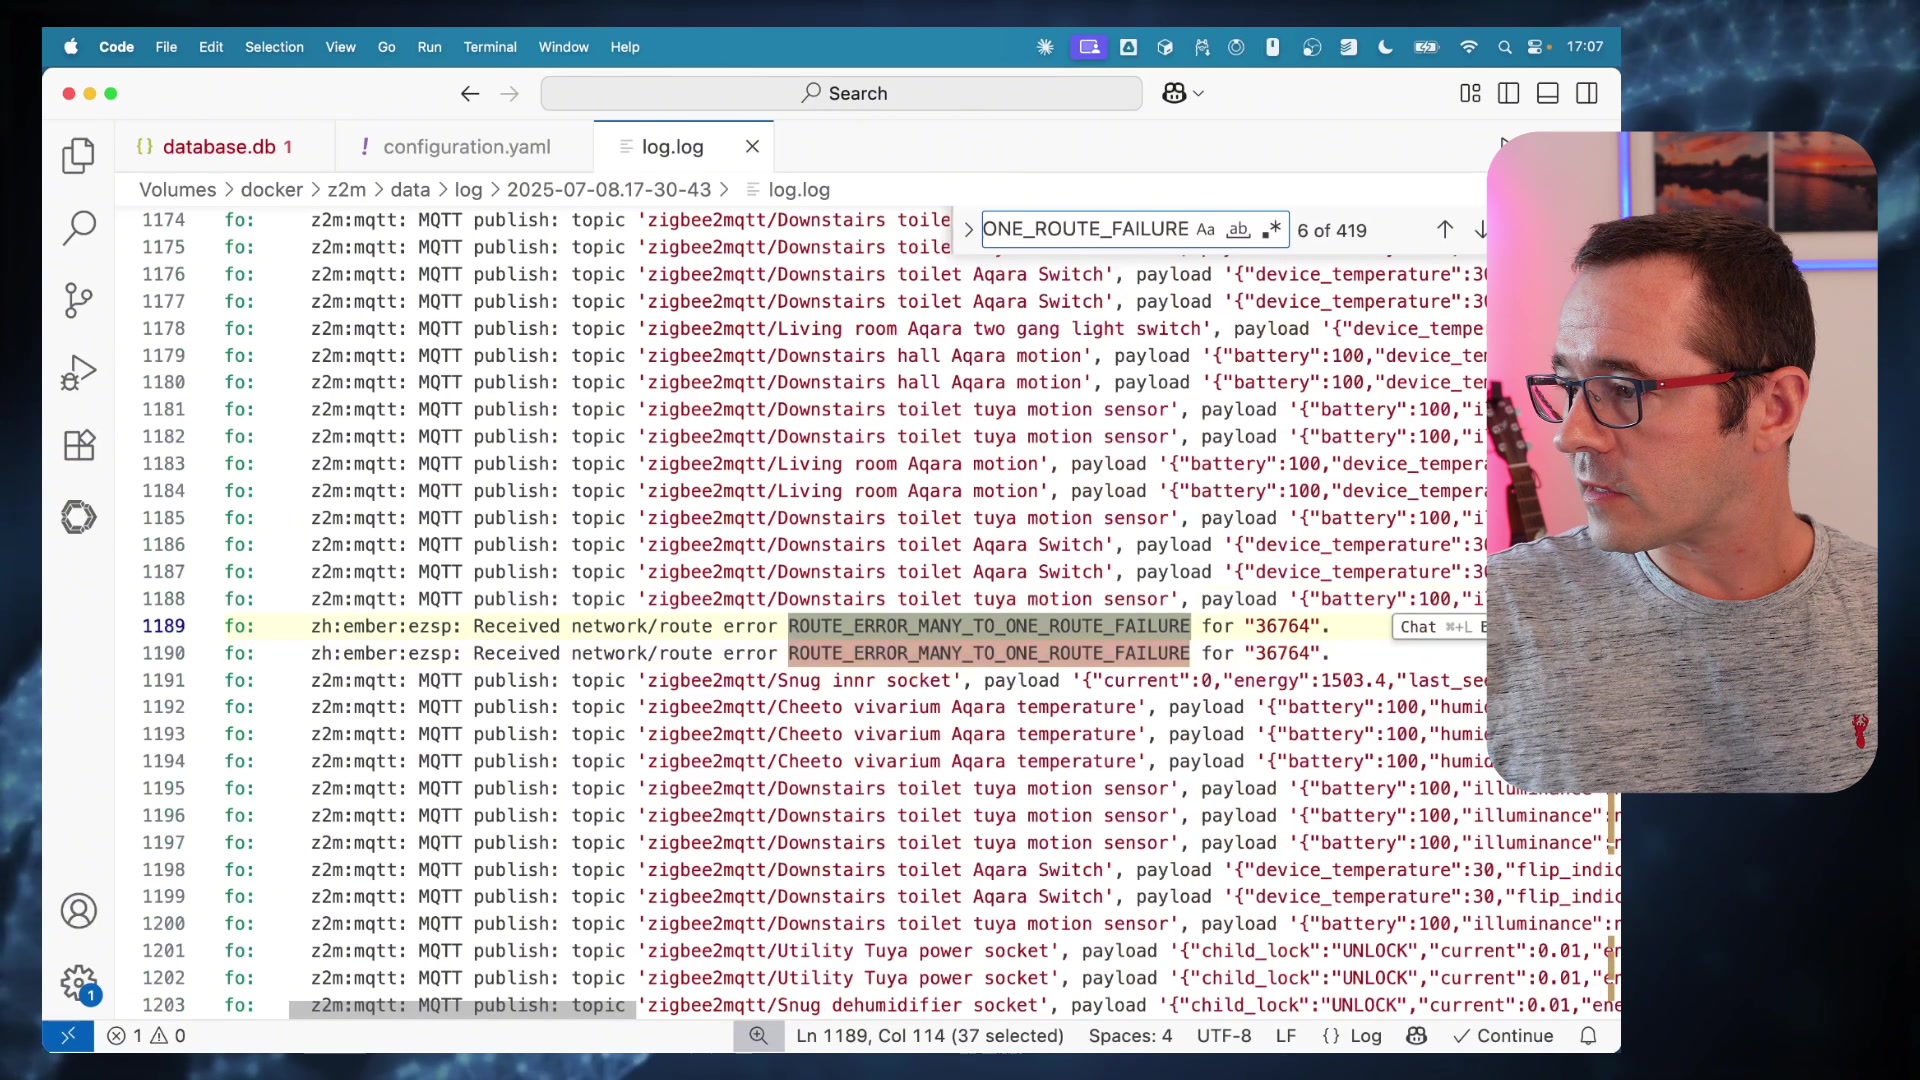 Code File Edit Selection View Go Run Terminal Window Help 17:07
Search
{} database.db 1 ! configuration.yaml log.log
Volumes > docker > z2m > data > log > 2025-07-08.17-30-43 > log.log
ONE_ROUTE_FAILURE Aa ab .* 6 of 419
1174 fo: z2m:mqtt: MQTT publish: topic 'zigbee2mqtt/Downstairs toile
1175 fo: z2m:mqtt: MQTT publish: topic 'zigbee2mqtt/Downstairs toile
1176 fo: z2m:mqtt: MQTT publish: topic 'zigbee2mqtt/Downstairs toilet Aqara Switch', payload '{"device_temperature":30
1177 fo: z2m:mqtt: MQTT publish: topic 'zigbee2mqtt/Downstairs toilet Aqara Switch', payload '{"device_temperature":30
1178 fo: z2m:mqtt: MQTT publish: topic 'zigbee2mqtt/Living room Aqara two gang light switch', payload '{"device_tempe
1179 fo: z2m:mqtt: MQTT publish: topic 'zigbee2mqtt/Downstairs hall Aqara motion', payload '{"battery":100,"device_ten
1180 fo: z2m:mqtt: MQTT publish: topic 'zigbee2mqtt/Downstairs hall Aqara motion', payload '{"battery":100,"device_ten
1181 fo: z2m:mqtt: MQTT publish: topic 'zigbee2mqtt/Downstairs toilet tuya motion sensor', payload '{"battery":100,"il
1182 fo: z2m:mqtt: MQTT publish: topic 'zigbee2mqtt/Downstairs toilet tuya motion sensor', payload '{"battery":100,"il
1183 fo: z2m:mqtt: MQTT publish: topic 'zigbee2mqtt/Living room Aqara motion', payload '{"battery":100,"device_tempera
1184 fo: z2m:mqtt: MQTT publish: topic 'zigbee2mqtt/Living room Aqara motion', payload '{"battery":100,"device_tempera
1185 fo: z2m:mqtt: MQTT publish: topic 'zigbee2mqtt/Downstairs toilet tuya motion sensor', payload '{"battery":100,"il
1186 fo: z2m:mqtt: MQTT publish: topic 'zigbee2mqtt/Downstairs toilet Aqara Switch', payload '{"device_temperature":30
1187 fo: z2m:mqtt: MQTT publish: topic 'zigbee2mqtt/Downstairs toilet Aqara Switch', payload '{"device_temperature":30
1188 fo: z2m:mqtt: MQTT publish: topic 'zigbee2mqtt/Downstairs toilet tuya motion sensor', payload '{"battery":100,"il
1189 fo: zh:ember:ezsp: Received network/route error ROUTE_ERROR_MANY_TO_ONE_ROUTE_FAILURE for "36764". Chat ⌘+L E
1190 fo: zh:ember:ezsp: Received network/route error ROUTE_ERROR_MANY_TO_ONE_ROUTE_FAILURE for "36764".
1191 fo: z2m:mqtt: MQTT publish: topic 'zigbee2mqtt/Snug innr socket', payload '{"current":0,"energy":1503.4,"last_see
1192 fo: z2m:mqtt: MQTT publish: topic 'zigbee2mqtt/Cheeto vivarium Aqara temperature', payload '{"battery":100,"humid
1193 fo: z2m:mqtt: MQTT publish: topic 'zigbee2mqtt/Cheeto vivarium Aqara temperature', payload '{"battery":100,"humid
1194 fo: z2m:mqtt: MQTT publish: topic 'zigbee2mqtt/Cheeto vivarium Aqara temperature', payload '{"battery":100,"humid
1195 fo: z2m:mqtt: MQTT publish: topic 'zigbee2mqtt/Downstairs toilet tuya motion sensor', payload '{"battery":100,"illuminance"
1196 fo: z2m:mqtt: MQTT publish: topic 'zigbee2mqtt/Downstairs toilet tuya motion sensor', payload '{"battery":100,"illuminance":n
1197 fo: z2m:mqtt: MQTT publish: topic 'zigbee2mqtt/Downstairs toilet tuya motion sensor', payload '{"battery":100,"illuminance":n
1198 fo: z2m:mqtt: MQTT publish: topic 'zigbee2mqtt/Downstairs toilet Aqara Switch', payload '{"device_temperature":30,"flip_indic
1199 fo: z2m:mqtt: MQTT publish: topic 'zigbee2mqtt/Downstairs toilet Aqara Switch', payload '{"device_temperature":30,"flip_indic
1200 fo: z2m:mqtt: MQTT publish: topic 'zigbee2mqtt/Downstairs toilet tuya motion sensor', payload '{"battery":100,"illuminance":n
1201 fo: z2m:mqtt: MQTT publish: topic 'zigbee2mqtt/Utility Tuya power socket', payload '{"child_lock":"UNLOCK","current":0.01,"en
1202 fo: z2m:mqtt: MQTT publish: topic 'zigbee2mqtt/Utility Tuya power socket', payload '{"child_lock":"UNLOCK","current":0.01,"en
1203 fo: z2m:mqtt: MQTT publish: topic 'zigbee2mqtt/Snug dehumidifier socket', payload '{"child_lock":"UNLOCK","current":0.01,"ene
1
1 0 Ln 1189, Col 114 (37 selected) Spaces: 4 UTF-8 LF {} Log Continue